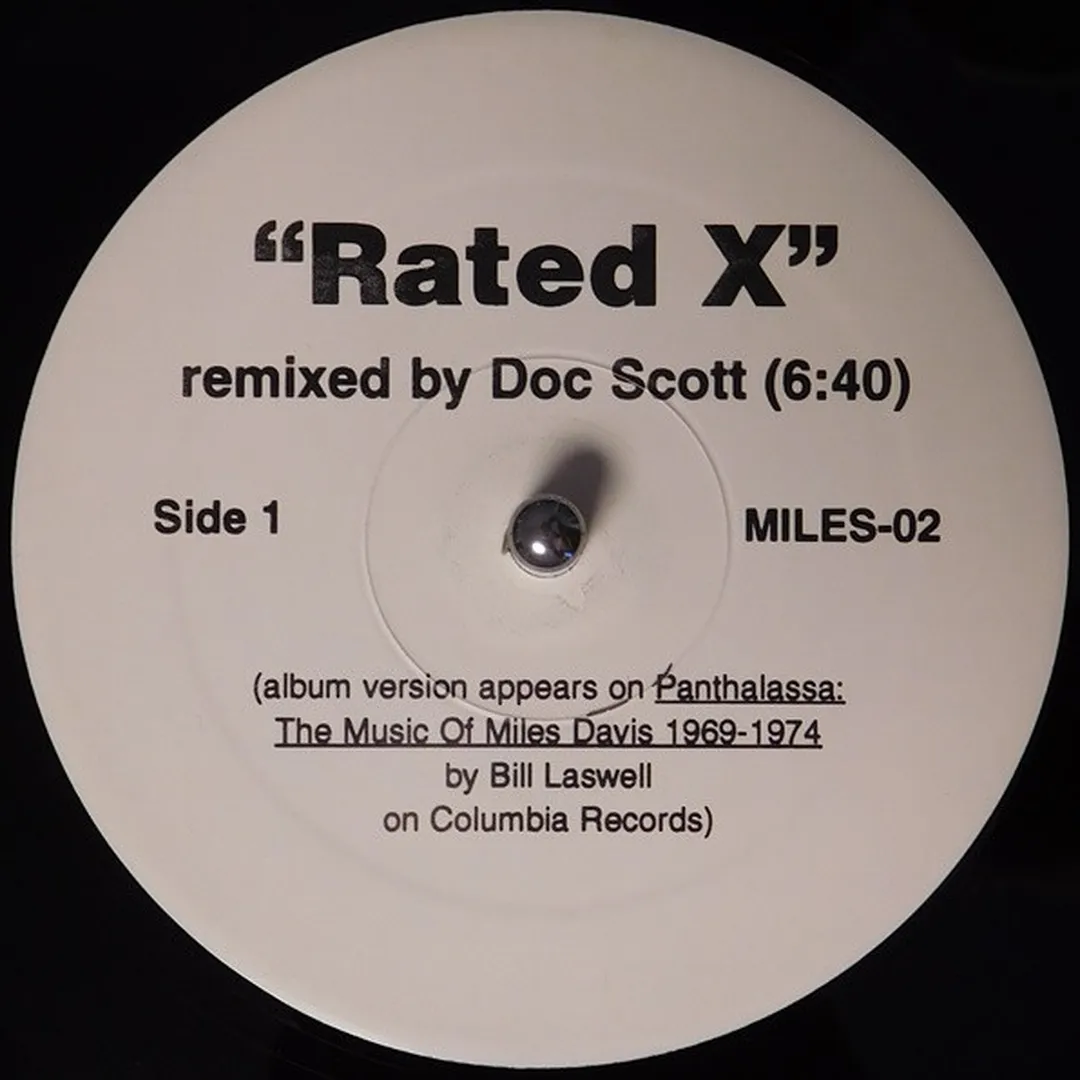 “Rated X”
remixed by Doc Scott (6:40)
Side 1
MILES-02
(album version appears on Panthalassa:
The Music Of Miles Davis 1969-1974
by Bill Laswell
on Columbia Records)